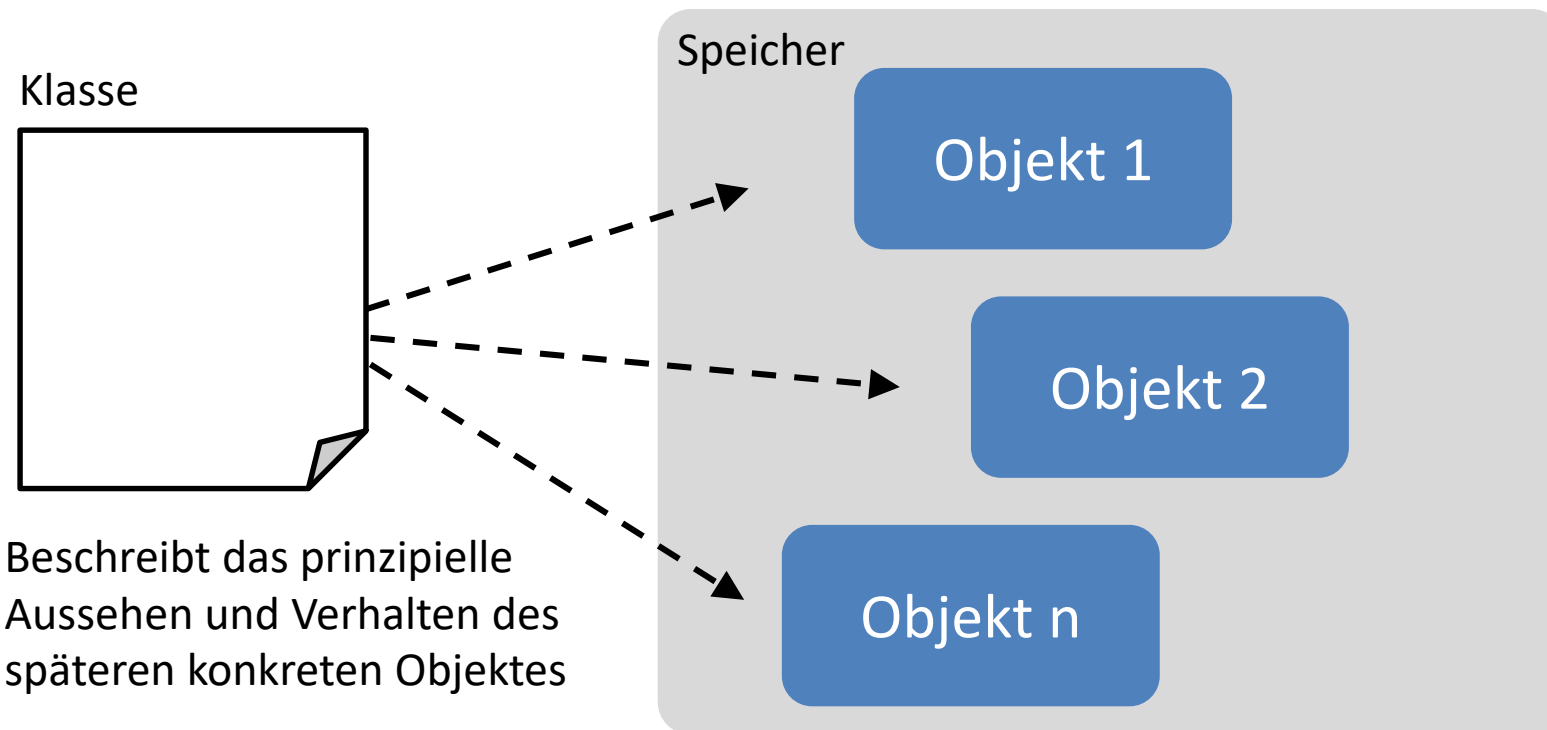 Klasse
Beschreibt das prinzipielle
Aussehen und Verhalten des
späteren konkreten Objektes
Speicher
Objekt 1
Objekt 2
Objekt n